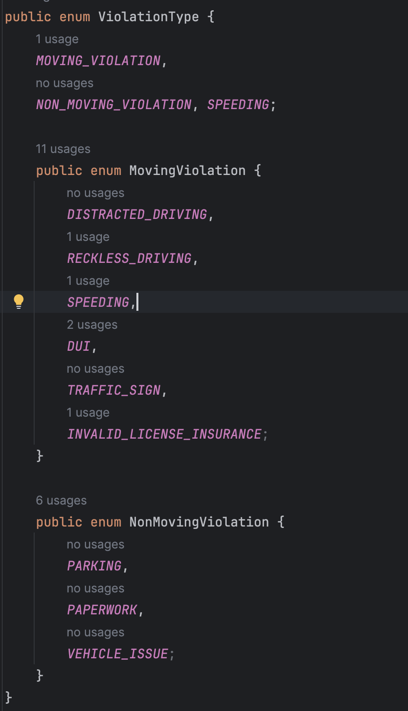 public enum ViolationType {
1 usage
MOVING_VIOLATION,
no usages
NON_MOVING_VIOLATION, SPEEDING;
11 usages
public enum MovingViolation {
no usages
DISTRACTED_DRIVING,
1 usage
RECKLESS_DRIVING,
1 usage
SPEEDING,
2 usages
DUI,
no usages
TRAFFIC_SIGN,
1 usage
INVALID_LICENSE_INSURANCE;
}
6 usages
public enum NonMovingViolation {
no usages
PARKING,
no usages
PAPERWORK,
no usages
VEHICLE_ISSUE;
}
}